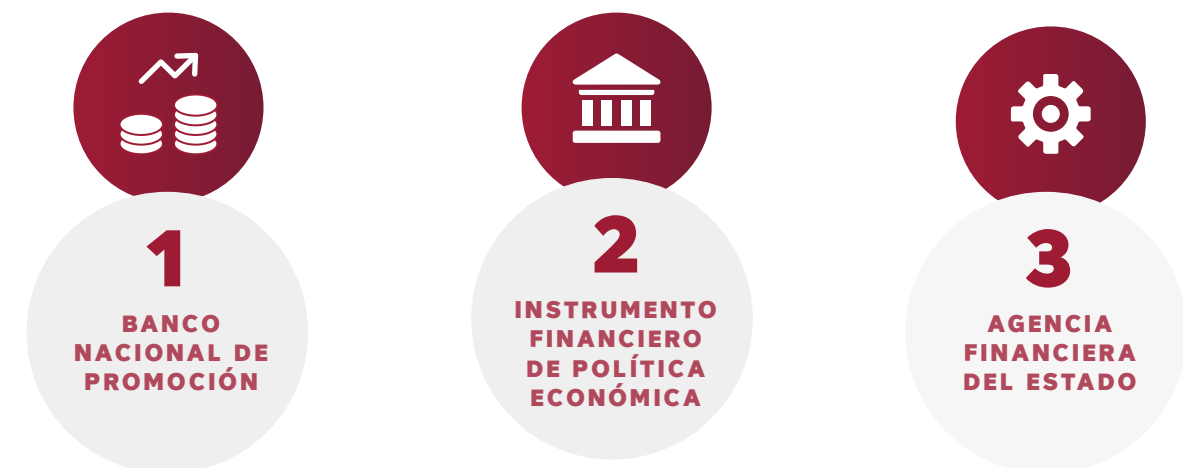 1
BANCO
NACIONAL DE
PROMOCIÓN
2
INSTRUMENTO
FINANCIERO
DE POLÍTICA
ECONÓMICA
3
AGENCIA
FINANCIERA
DEL ESTADO